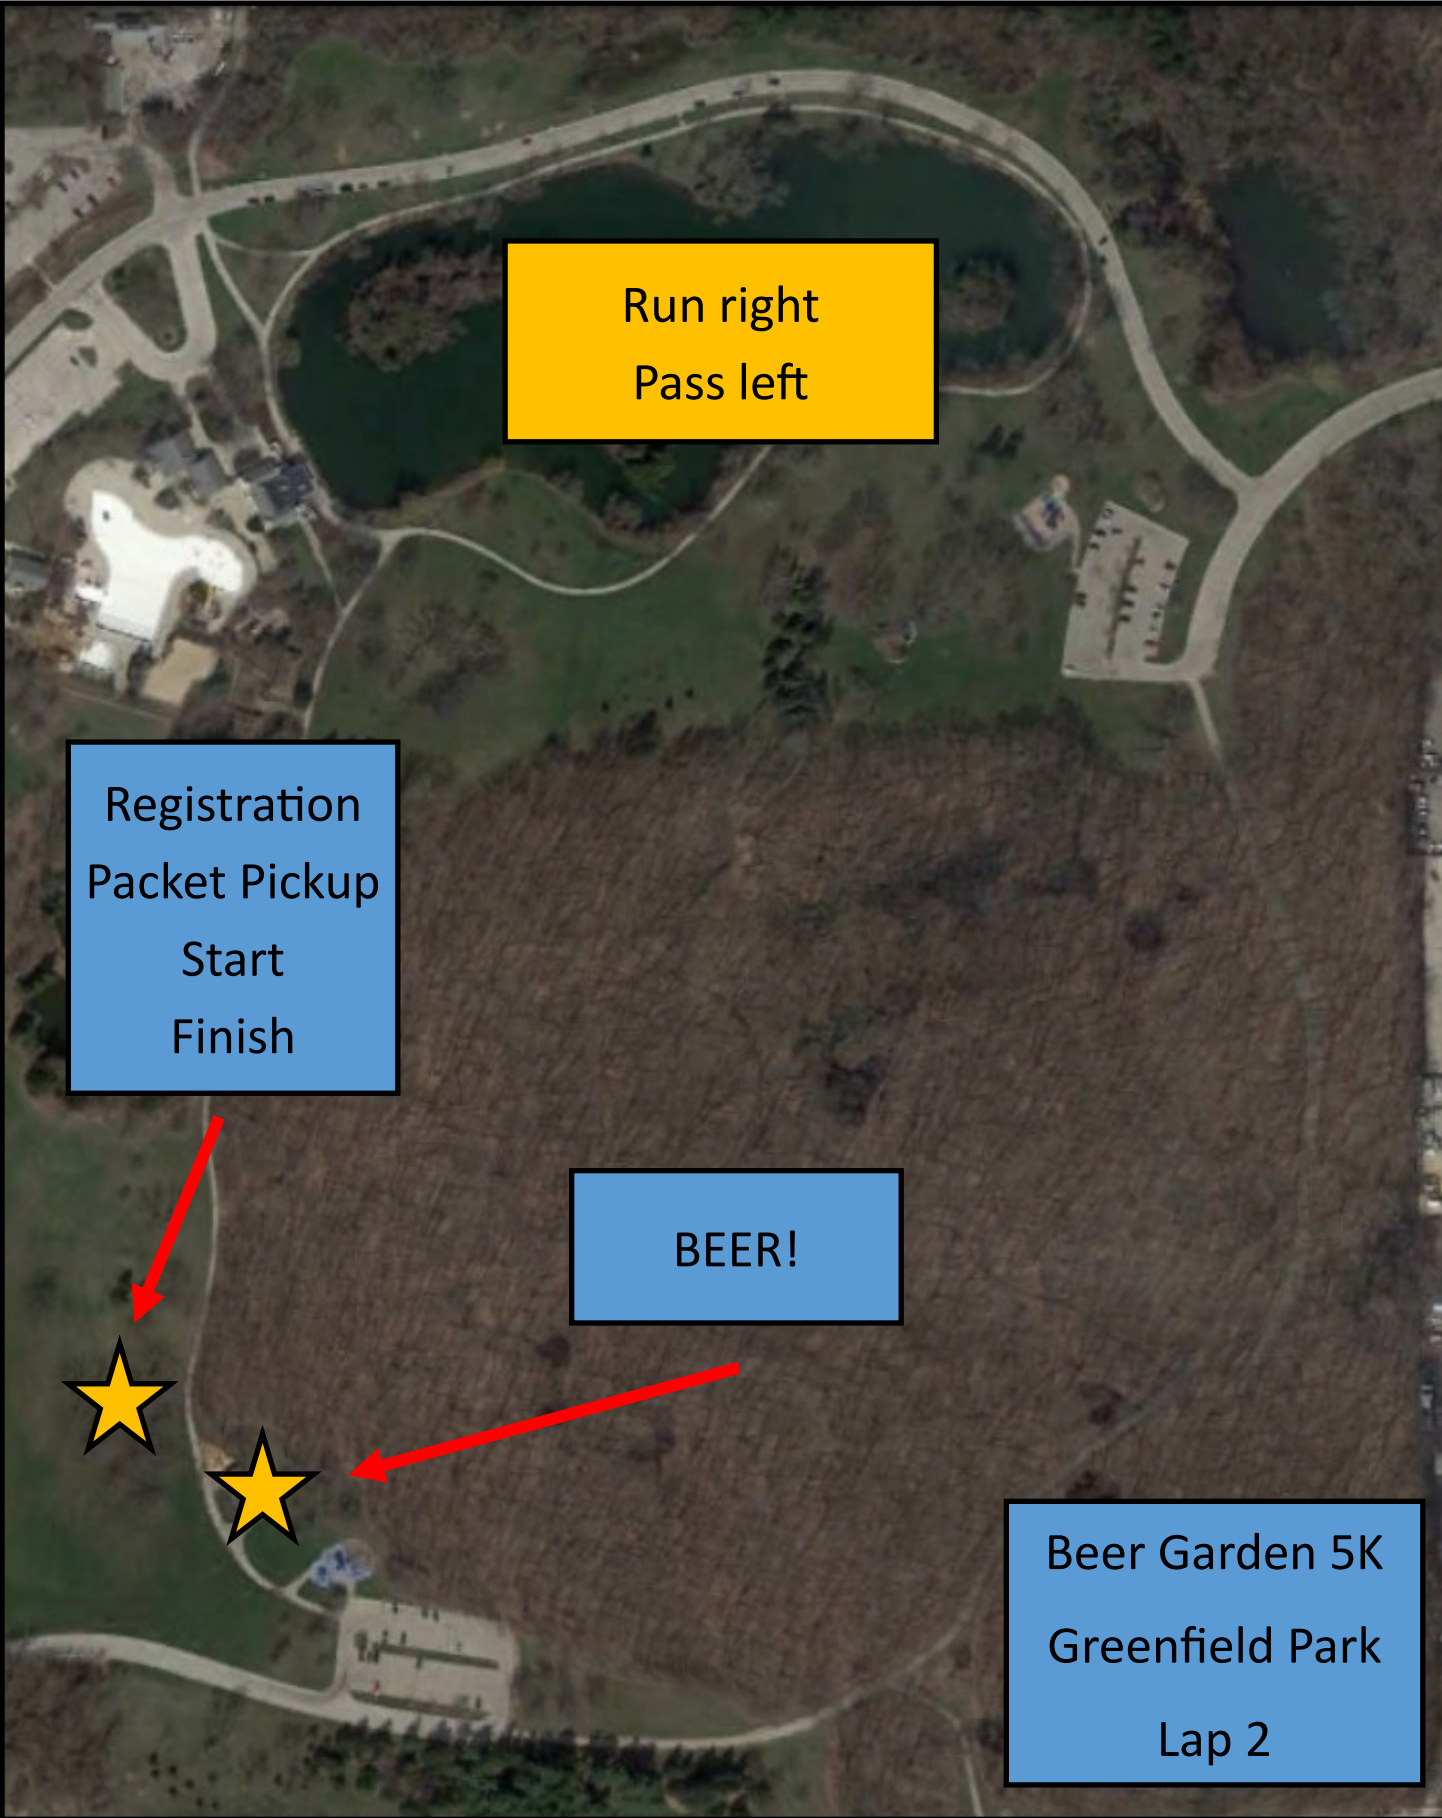 Run right
Pass left
Registration
Packet Pickup
Start
Finish
BEER!
Beer Garden 5K
Greenfield Park
Lap 2